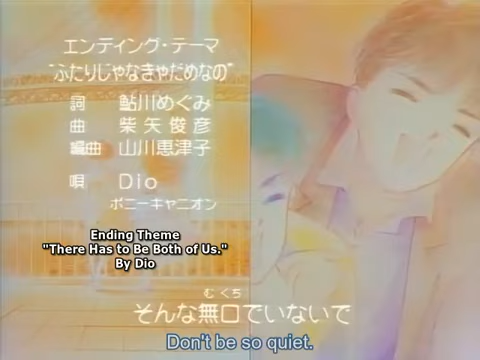 エンディング・テーマ
"ふたりじゃなきゃだめなの"
詞 鮎川めぐみ
曲 柴矢俊彦
編曲 山川恵津子
唄 Dio
ポニーキャニオン
Ending Theme
"There Has to Be Both of Us."
By Dio
むくち
そんな無口でいないで
Don't be so quiet.